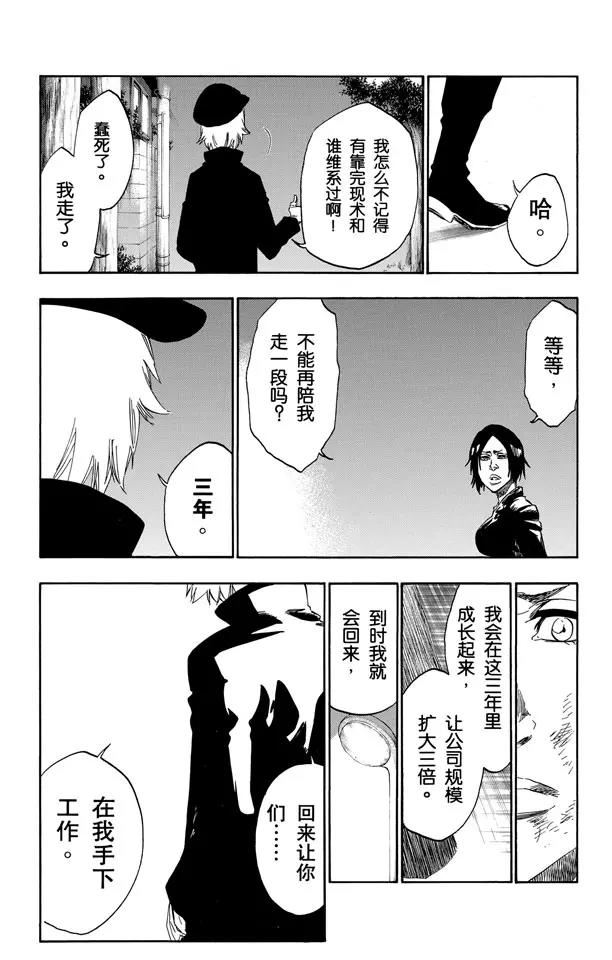 哈。
我怎么不记得
有靠完现术和
谁维系过啊！
蠢死了。
我走了。
等等，
不能再陪我
走一段吗？
三年。
我会在这三年里
成长起来，
让公司规模
扩大三倍。
到时我就
会回来，
回来让你
们……
在我手下
工作。